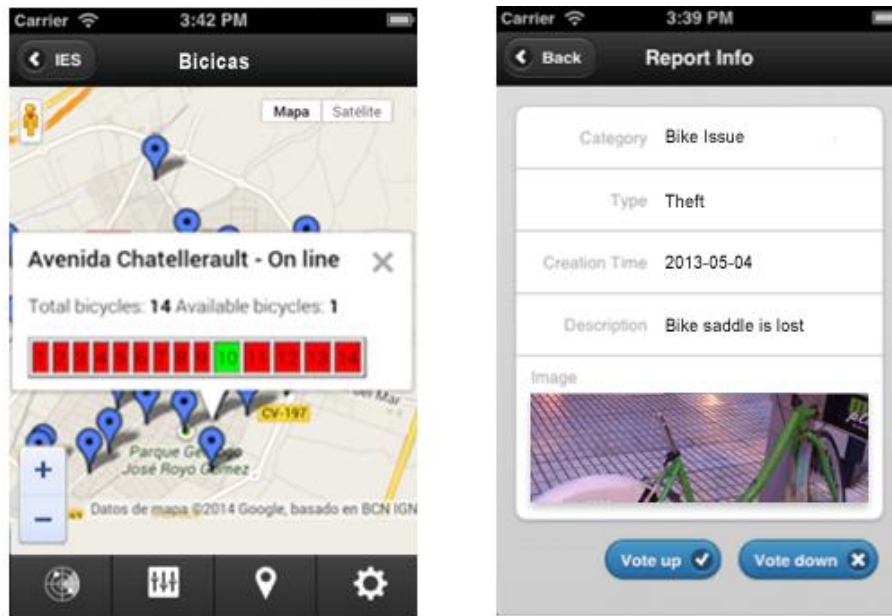 Carrier 3:42 PM
IES Bicicas
Mapa Satélite
Avenida Chatellerault - On line
Total bicycles: 14 Available bicycles: 1
1 2 3 4 5 6 7 8 9 10 11 12 13 14
del Mar
CV-197
Parque Geólogo
José Royo Gómez
+
-
Datos de mapa ©2014 Google, basado en BCN IGN
Carrier 3:39 PM
Back Report Info
Category Bike Issue
Type Theft
Creation Time 2013-05-04
Description Bike saddle is lost
Image
Vote up
Vote down